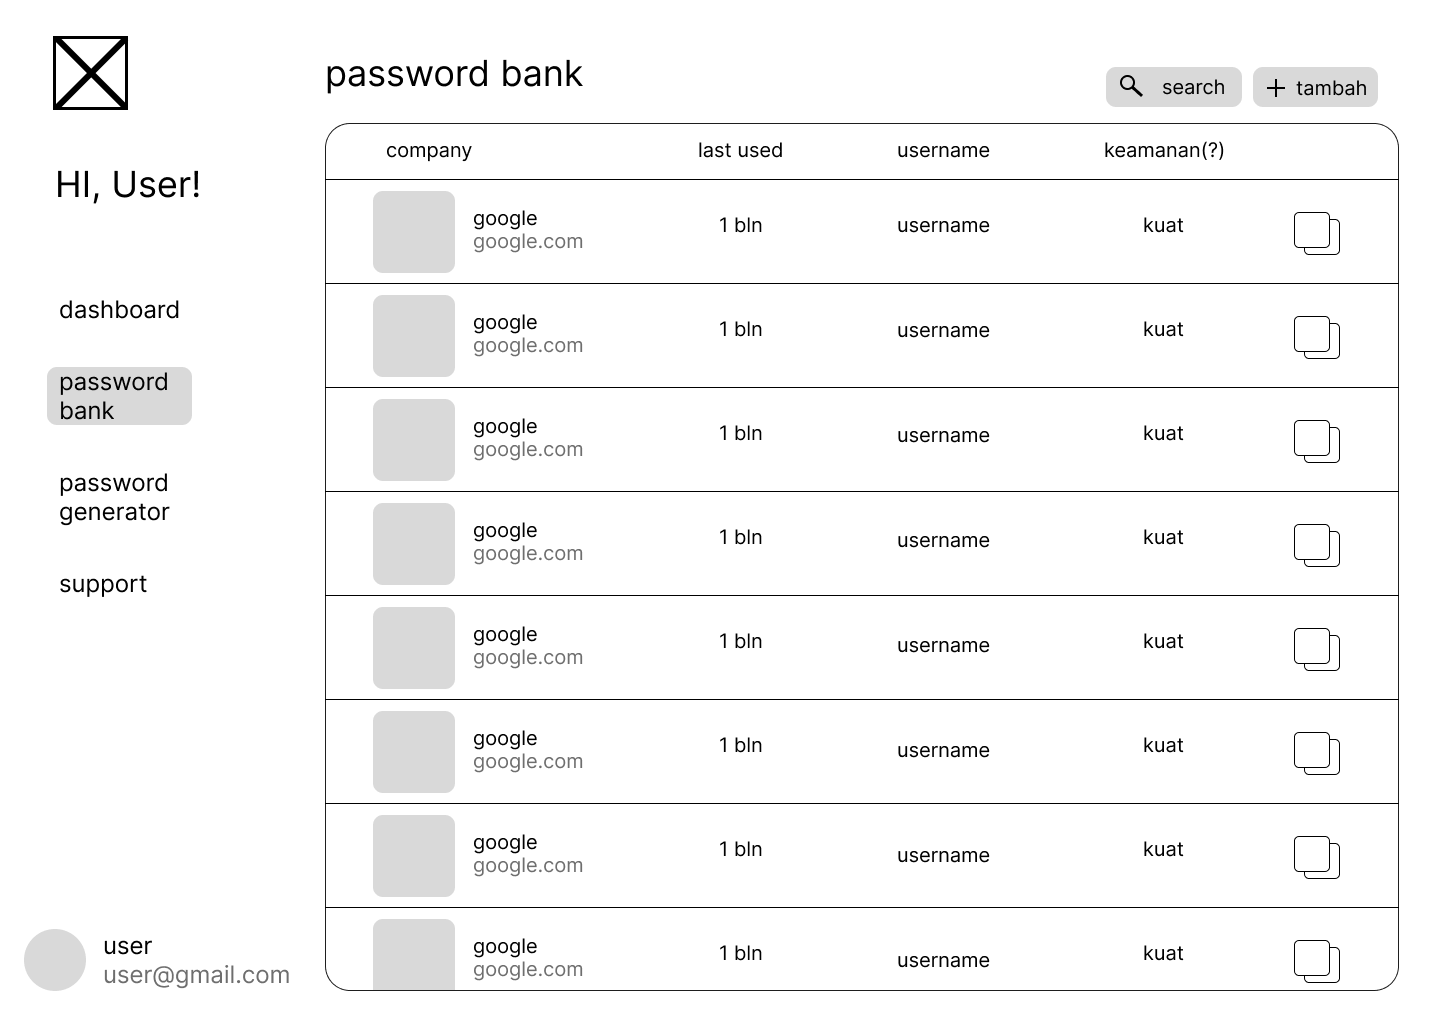 password bank
search
tambah
HI, User!
dashboard
password
bank
password
generator
support
user
user@gmail.com
company last used username keamanan(?)
google
google.com
1 bln username kuat
google
google.com
1 bln username kuat
google
google.com
1 bln username kuat
google
google.com
1 bln username kuat
google
google.com
1 bln username kuat
google
google.com
1 bln username kuat
google
google.com
1 bln username kuat
google
google.com
1 bln username kuat